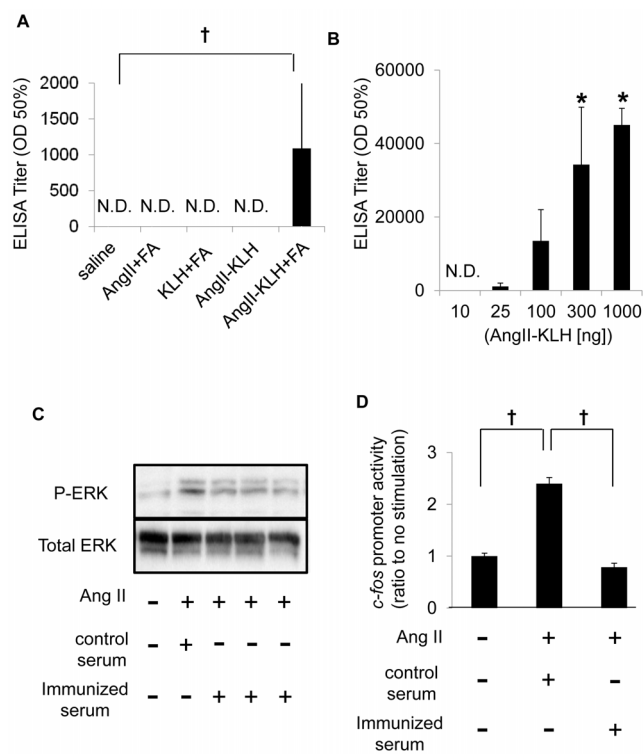 A
†
ELISA Titer (OD 50%)
2000
1500
1000
500
0
N.D. N.D. N.D. N.D.
saline
AngII+FA
KLH+FA
AngII-KLH
AngII-KLH+FA
B
ELISA Titer (OD 50%)
60000
40000
20000
0
* *
N.D.
10 25 100 300 1000
(AngII-KLH [ng])
C
P-ERK
Total ERK
Ang II - + + + +
control
serum - + - - -
Immunized
serum - - + + +
D
† †
c-fos promoter activity
(ratio to no stimulation)
3
2
1
0
Ang II - + +
control
serum - + -
Immunized
serum - - +